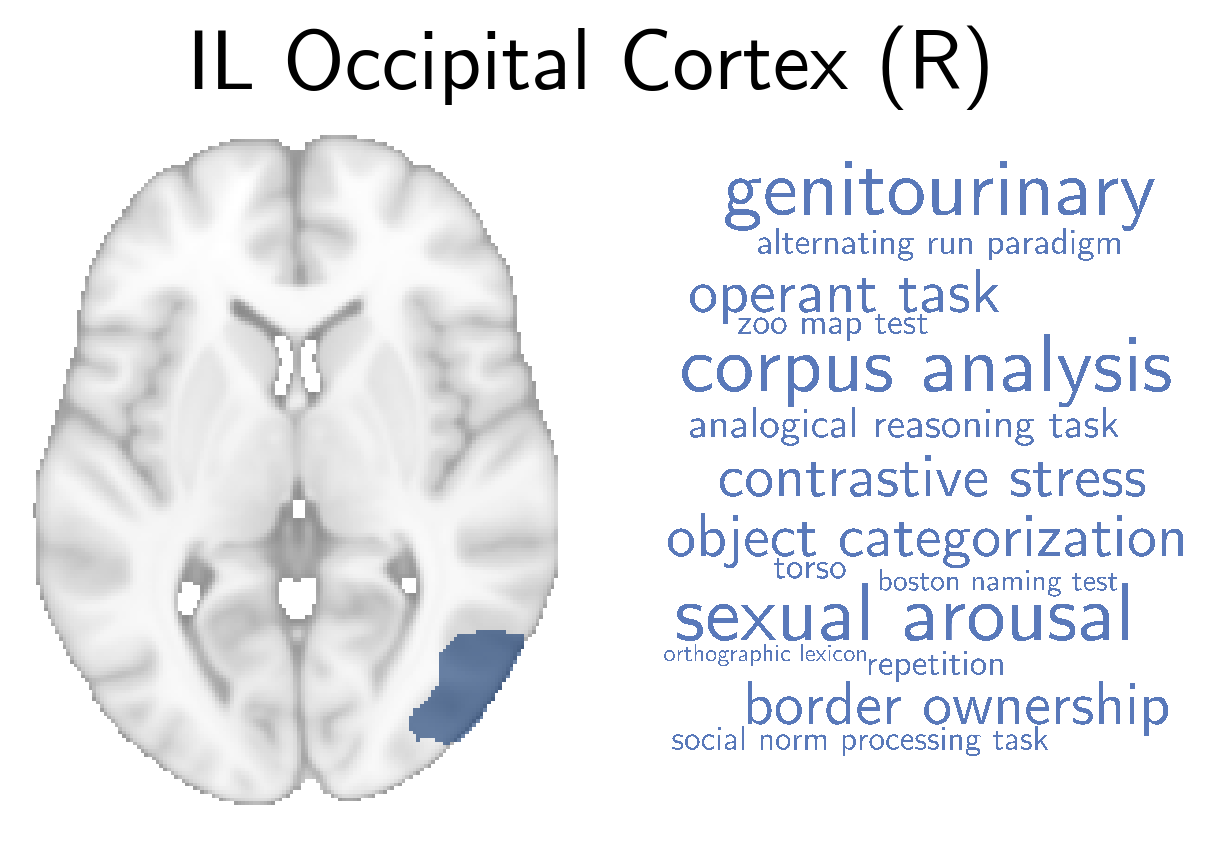 IL Occipital Cortex (R)
genitourinary
alternating run paradigm
operant task
zoo map test
corpus analysis
analogical reasoning task
contrastive stress
object categorization
torso
boston naming test
sexual arousal
orthographic lexicon
repetition
border ownership
social norm processing task